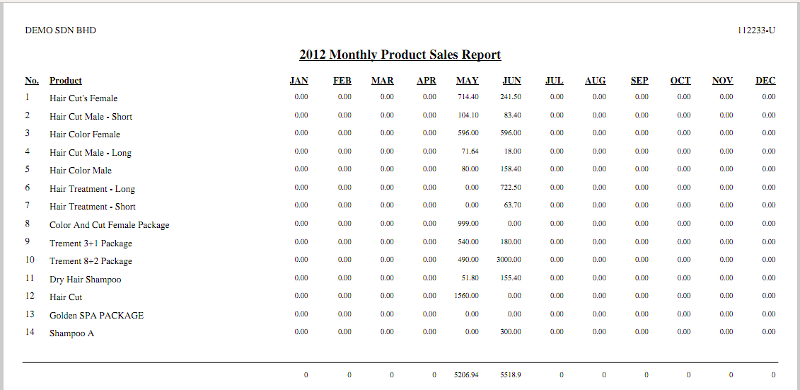 DEMO SDN BHD 112233-U
2012 Monthly Product Sales Report
No. Product JAN FEB MAR APR MAY JUN JUL AUG SEP OCT NOV DEC
1 Hair Cut's Female 0.00 0.00 0.00 0.00 714.40 241.50 0.00 0.00 0.00 0.00 0.00 0.00
2 Hair Cut Male - Short 0.00 0.00 0.00 0.00 104.10 83.40 0.00 0.00 0.00 0.00 0.00 0.00
3 Hair Color Female 0.00 0.00 0.00 0.00 596.00 596.00 0.00 0.00 0.00 0.00 0.00 0.00
4 Hair Cut Male - Long 0.00 0.00 0.00 0.00 71.64 18.00 0.00 0.00 0.00 0.00 0.00 0.00
5 Hair Color Male 0.00 0.00 0.00 0.00 80.00 158.40 0.00 0.00 0.00 0.00 0.00 0.00
6 Hair Treatment - Long 0.00 0.00 0.00 0.00 0.00 722.50 0.00 0.00 0.00 0.00 0.00 0.00
7 Hair Treatment - Short 0.00 0.00 0.00 0.00 0.00 63.70 0.00 0.00 0.00 0.00 0.00 0.00
8 Color And Cut Female Package 0.00 0.00 0.00 0.00 999.00 0.00 0.00 0.00 0.00 0.00 0.00 0.00
9 Trement 3+1 Package 0.00 0.00 0.00 0.00 540.00 180.00 0.00 0.00 0.00 0.00 0.00 0.00
10 Trement 8+2 Package 0.00 0.00 0.00 0.00 490.00 3000.00 0.00 0.00 0.00 0.00 0.00 0.00
11 Dry Hair Shampoo 0.00 0.00 0.00 0.00 51.80 155.40 0.00 0.00 0.00 0.00 0.00 0.00
12 Hair Cut 0.00 0.00 0.00 0.00 1560.00 0.00 0.00 0.00 0.00 0.00 0.00 0.00
13 Golden SPA PACKAGE 0.00 0.00 0.00 0.00 0.00 0.00 0.00 0.00 0.00 0.00 0.00 0.00
14 Shampoo A 0.00 0.00 0.00 0.00 0.00 300.00 0.00 0.00 0.00 0.00 0.00 0.00
0 0 0 0 5206.94 5518.9 0 0 0 0 0 0